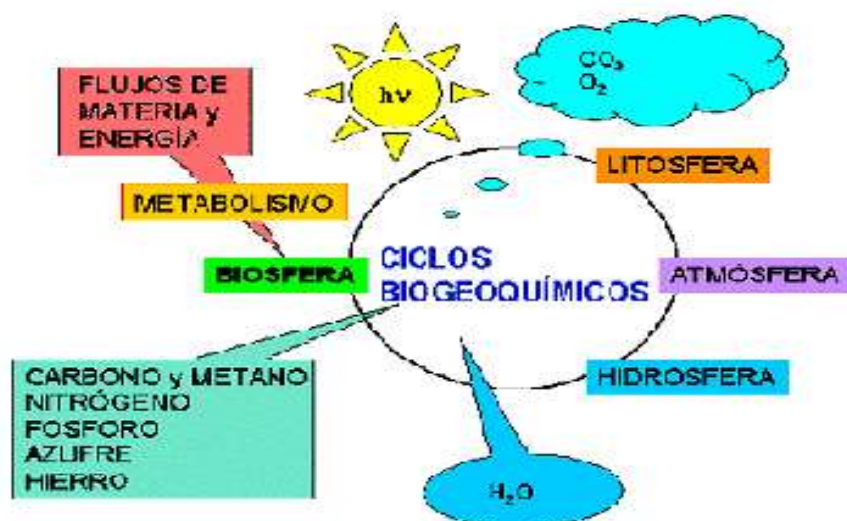 FLUJOS DE
MATERIA y
ENERGÍA
hν
CO₂
O₂
LITOSFERA
METABOLISMO
BIOSFERA
CICLOS
BIOGEOQUÍMICOS
ATMÓSFERA
CARBONO y METANO
NITRÓGENO
FOSFORO
AZUFRE
HIERRO
HIDROSFERA
H₂O